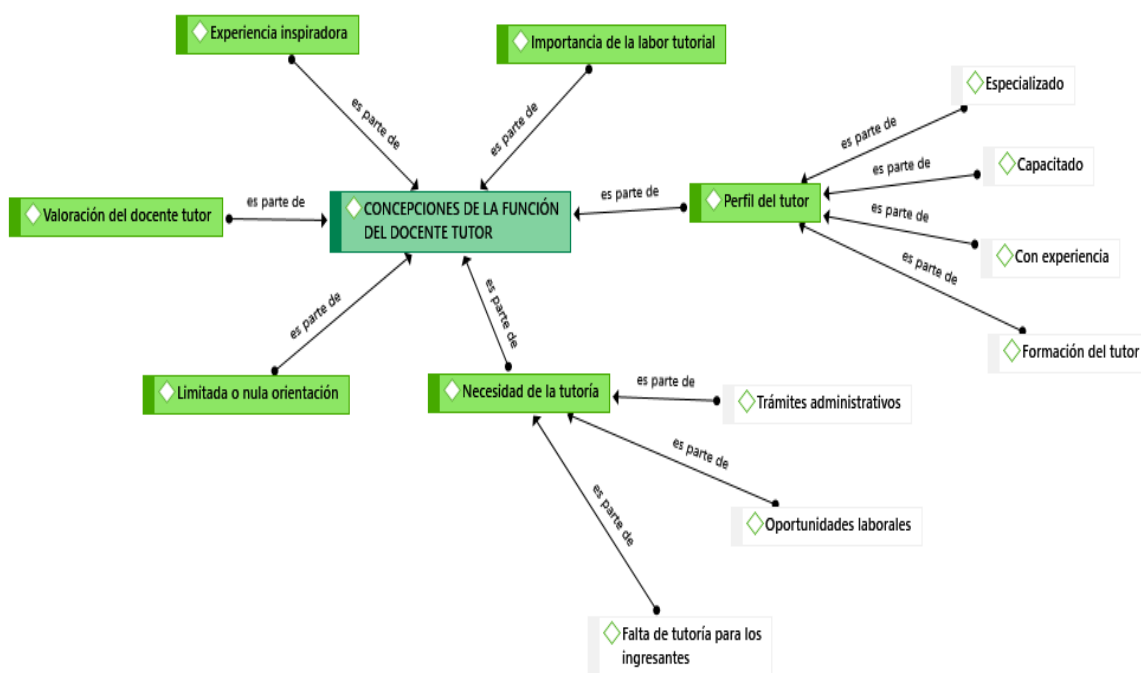 Experiencia inspiradora
Importancia de la labor tutorial
Especializado
es parte de
es parte de
es parte de
Capacitado
es parte de
Valoración del docente tutor
es parte de
CONCEPCIONES DE LA FUNCIÓN
DEL DOCENTE TUTOR
es parte de
Perfil del tutor
es parte de
Con experiencia
es parte de
es parte de
es parte de
Formación del tutor
Limitada o nula orientación
Necesidad de la tutoría
es parte de
Trámites administrativos
es parte de
Oportunidades laborales
es parte de
Falta de tutoría para los
ingresantes